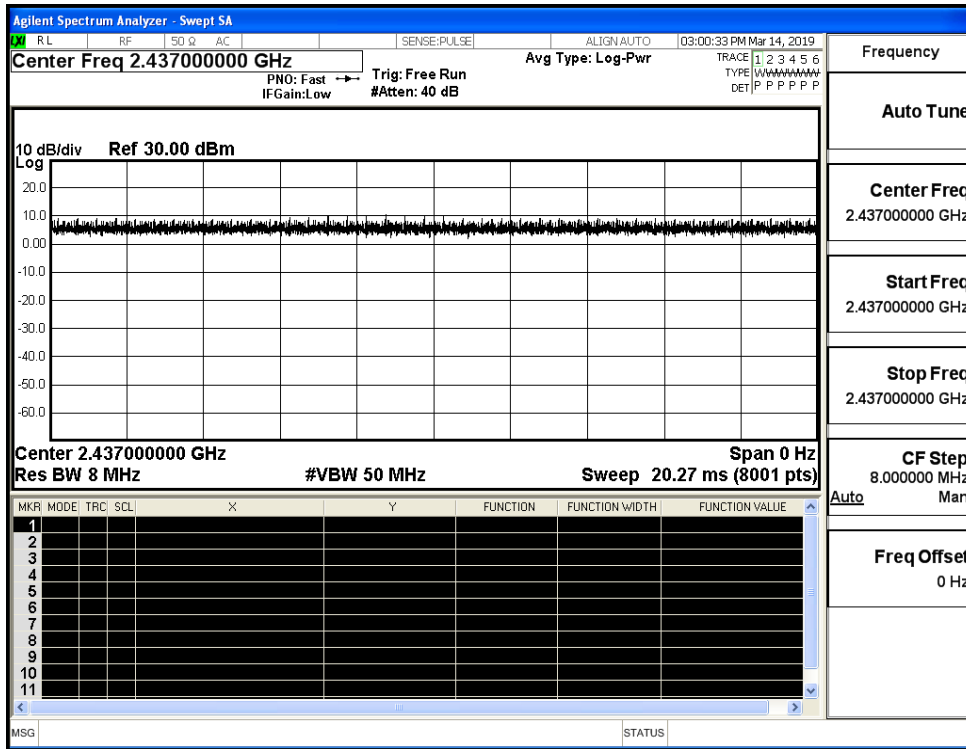 Agilent Spectrum Analyzer - Swept SA
LXI RL RF 50 Ω AC SENSE:PULSE ALIGN AUTO 03:00:33 PM Mar 14, 2019
Center Freq 2.437000000 GHz
PNO: Fast
IFGain:Low
Trig: Free Run
#Atten: 40 dB
Avg Type: Log-Pwr
TRACE 1 2 3 4 5 6
TYPE WWWWWW
DET P P P P P P
10 dB/div Ref 30.00 dBm
Log
20.0
10.0
0.00
-10.0
-20.0
-30.0
-40.0
-50.0
-60.0
Center 2.437000000 GHz Span 0 Hz
Res BW 8 MHz #VBW 50 MHz Sweep 20.27 ms (8001 pts)
MKR MODE TRC SCL X Y FUNCTION FUNCTION WIDTH FUNCTION VALUE
1
2
3
4
5
6
7
8
9
10
11
MSG STATUS
Frequency
Auto Tune
Center Freq
2.437000000 GHz
Start Freq
2.437000000 GHz
Stop Freq
2.437000000 GHz
CF Step
8.000000 MHz
Auto Man
Freq Offset
0 Hz